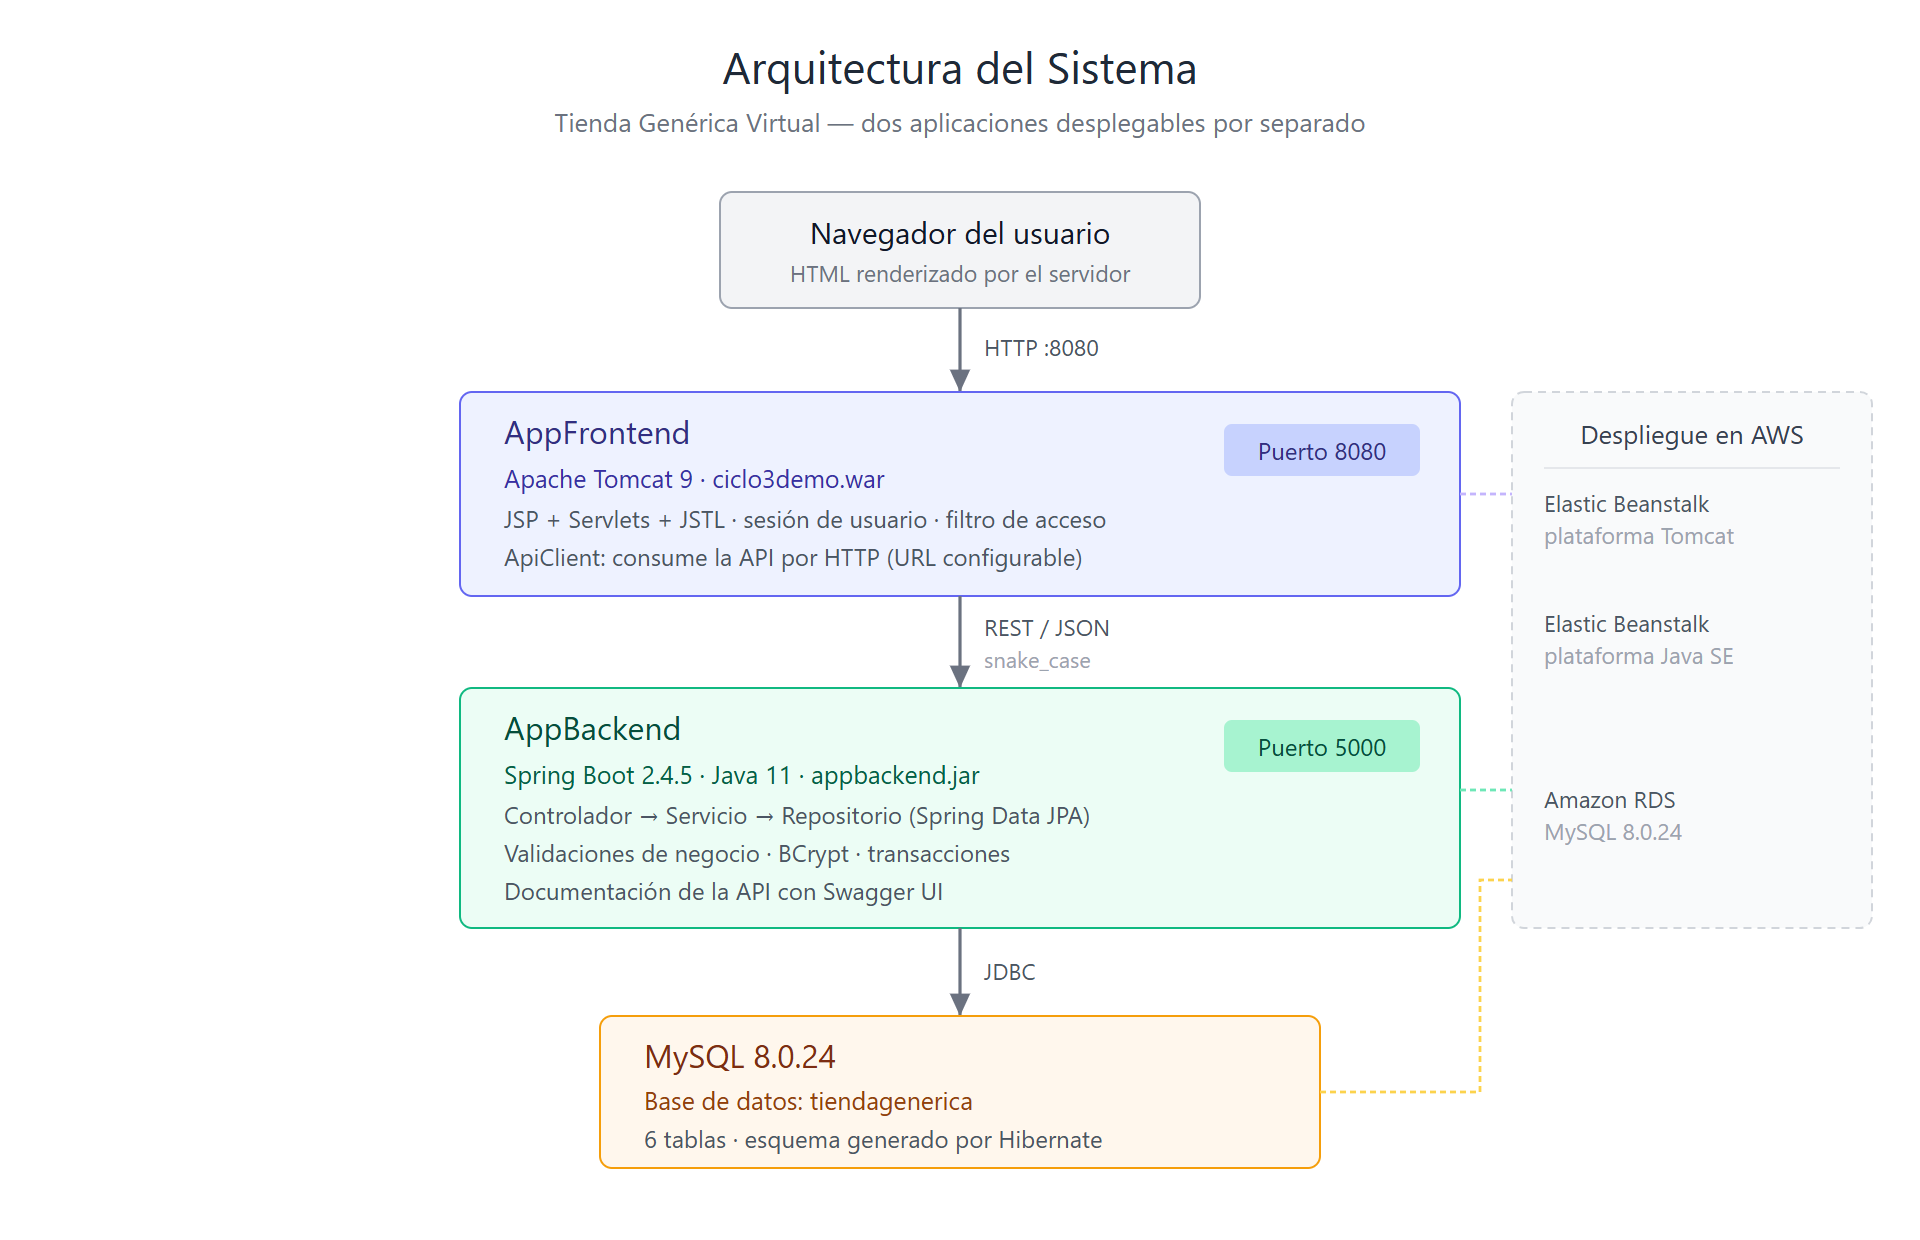 Arquitectura del Sistema
Tienda Genérica Virtual — dos aplicaciones desplegables por separado
Navegador del usuario
HTML renderizado por el servidor
HTTP :8080
AppFrontend
Puerto 8080
Apache Tomcat 9 · ciclo3demo.war
JSP + Servlets + JSTL · sesión de usuario · filtro de acceso
ApiClient: consume la API por HTTP (URL configurable)
REST / JSON
snake_case
AppBackend
Puerto 5000
Spring Boot 2.4.5 · Java 11 · appbackend.jar
Controlador → Servicio → Repositorio (Spring Data JPA)
Validaciones de negocio · BCrypt · transacciones
Documentación de la API con Swagger UI
JDBC
MySQL 8.0.24
Base de datos: tiendagenerica
6 tablas · esquema generado por Hibernate
Despliegue en AWS
Elastic Beanstalk
plataforma Tomcat
Elastic Beanstalk
plataforma Java SE
Amazon RDS
MySQL 8.0.24